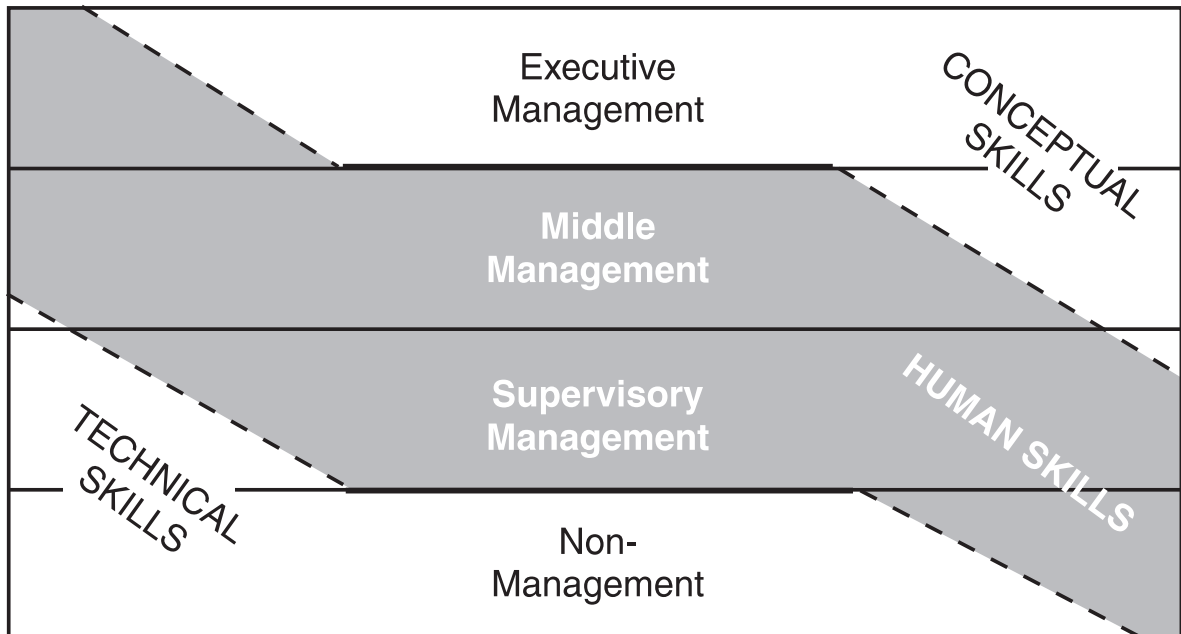 Executive
Management
CONCEPTUAL
SKILLS
Middle
Management
Supervisory
Management
HUMAN SKILLS
TECHNICAL
SKILLS
Non-
Management